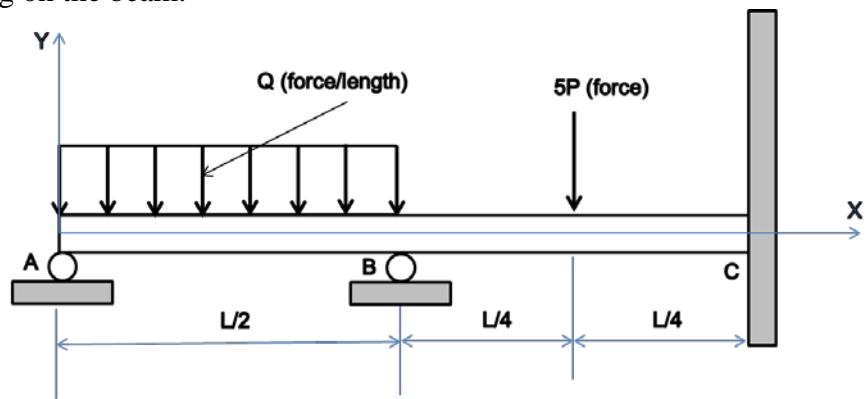 g on the beam.
Y
Q (force/length)
5P (force)
X
A
B
C
L/2
L/4
L/4